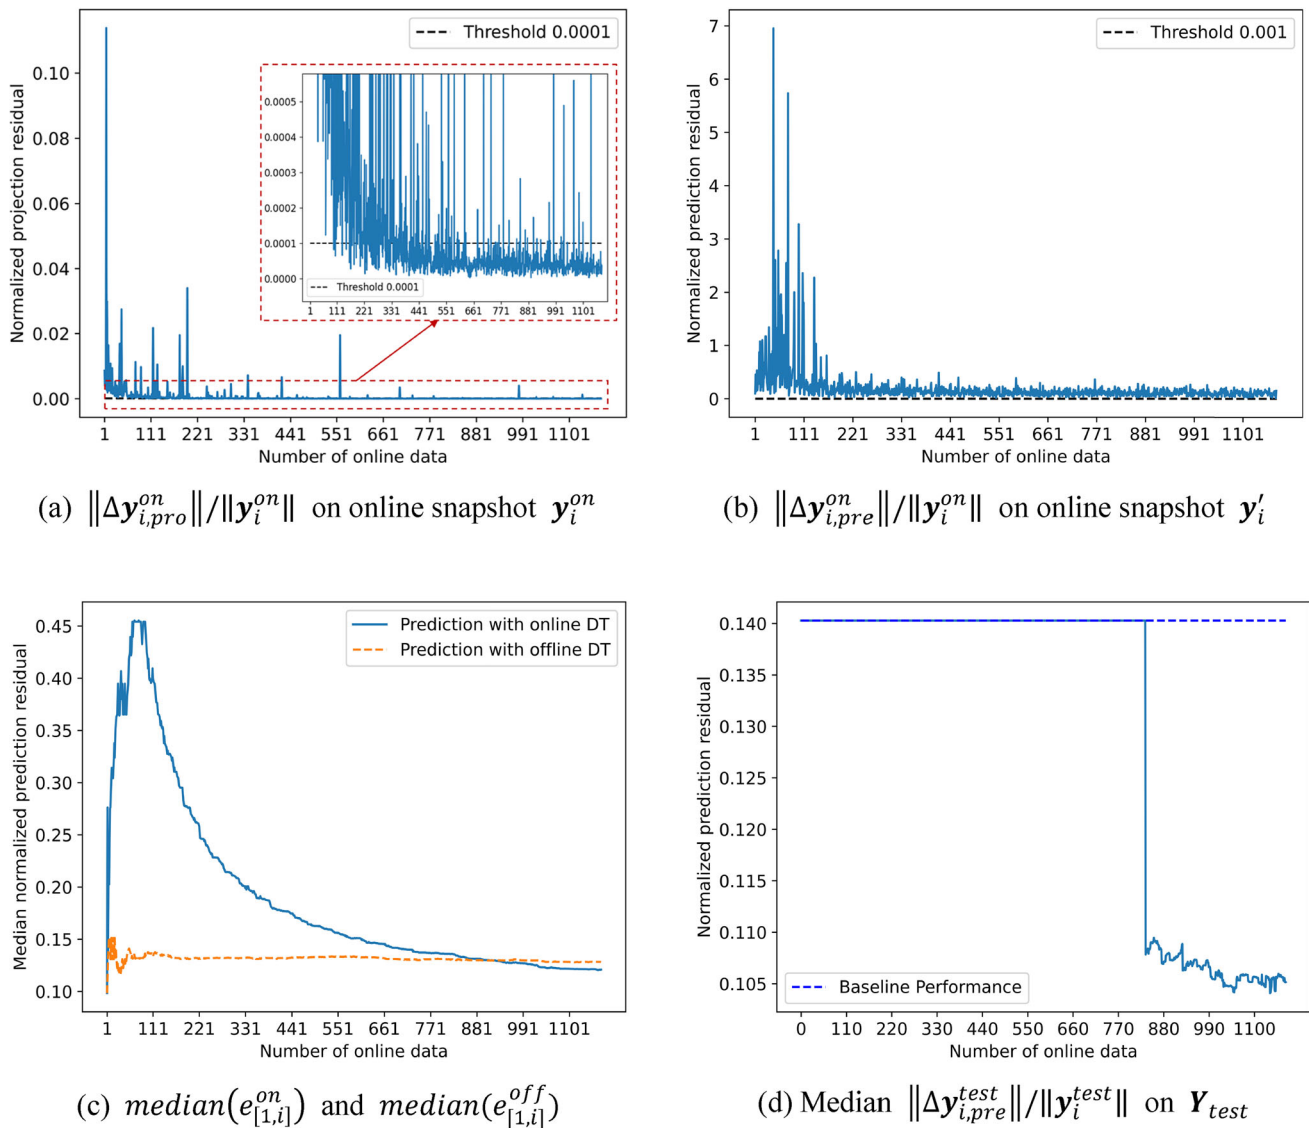 Normalized projection residual
0.10
0.08
0.06
0.04
0.02
0.00
Threshold 0.0001
0.0005
0.0004
0.0003
0.0002
0.0001
0.0000
Threshold 0.0001
1 111 221 331 441 551 661 771 881 991 1101
1 111 221 331 441 551 661 771 881 991 1101
Number of online data
(a) ‖Δy_{i,pro}^{on}‖/‖y_i^{on}‖ on online snapshot y_i^{on}
Normalized prediction residual
7
6
5
4
3
2
1
0
Threshold 0.001
1 111 221 331 441 551 661 771 881 991 1101
Number of online data
(b) ‖Δy_{i,pre}^{on}‖/‖y_i^{on}‖ on online snapshot y_i′
Median normalized prediction residual
0.45
0.40
0.35
0.30
0.25
0.20
0.15
0.10
Prediction with online DT
Prediction with offline DT
1 111 221 331 441 551 661 771 881 991 1101
Number of online data
(c) median(e_{[1,i]}^{on}) and median(e_{[1,i]}^{off})
Normalized prediction residual
0.140
0.135
0.130
0.125
0.120
0.115
0.110
0.105
Baseline Performance
0 110 220 330 440 550 660 770 880 990 1100
Number of online data
(d) Median ‖Δy_{i,pre}^{test}‖/‖y_i^{test}‖ on Y_{test}